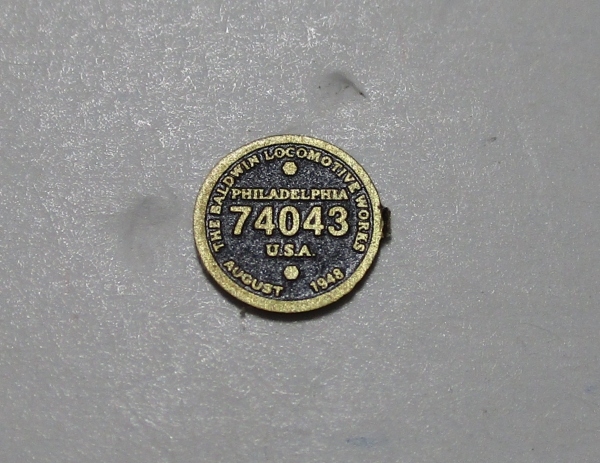 THE BALDWIN LOCOMOTIVE WORKS
PHILADELPHIA
74043
U.S.A.
AUGUST 1948